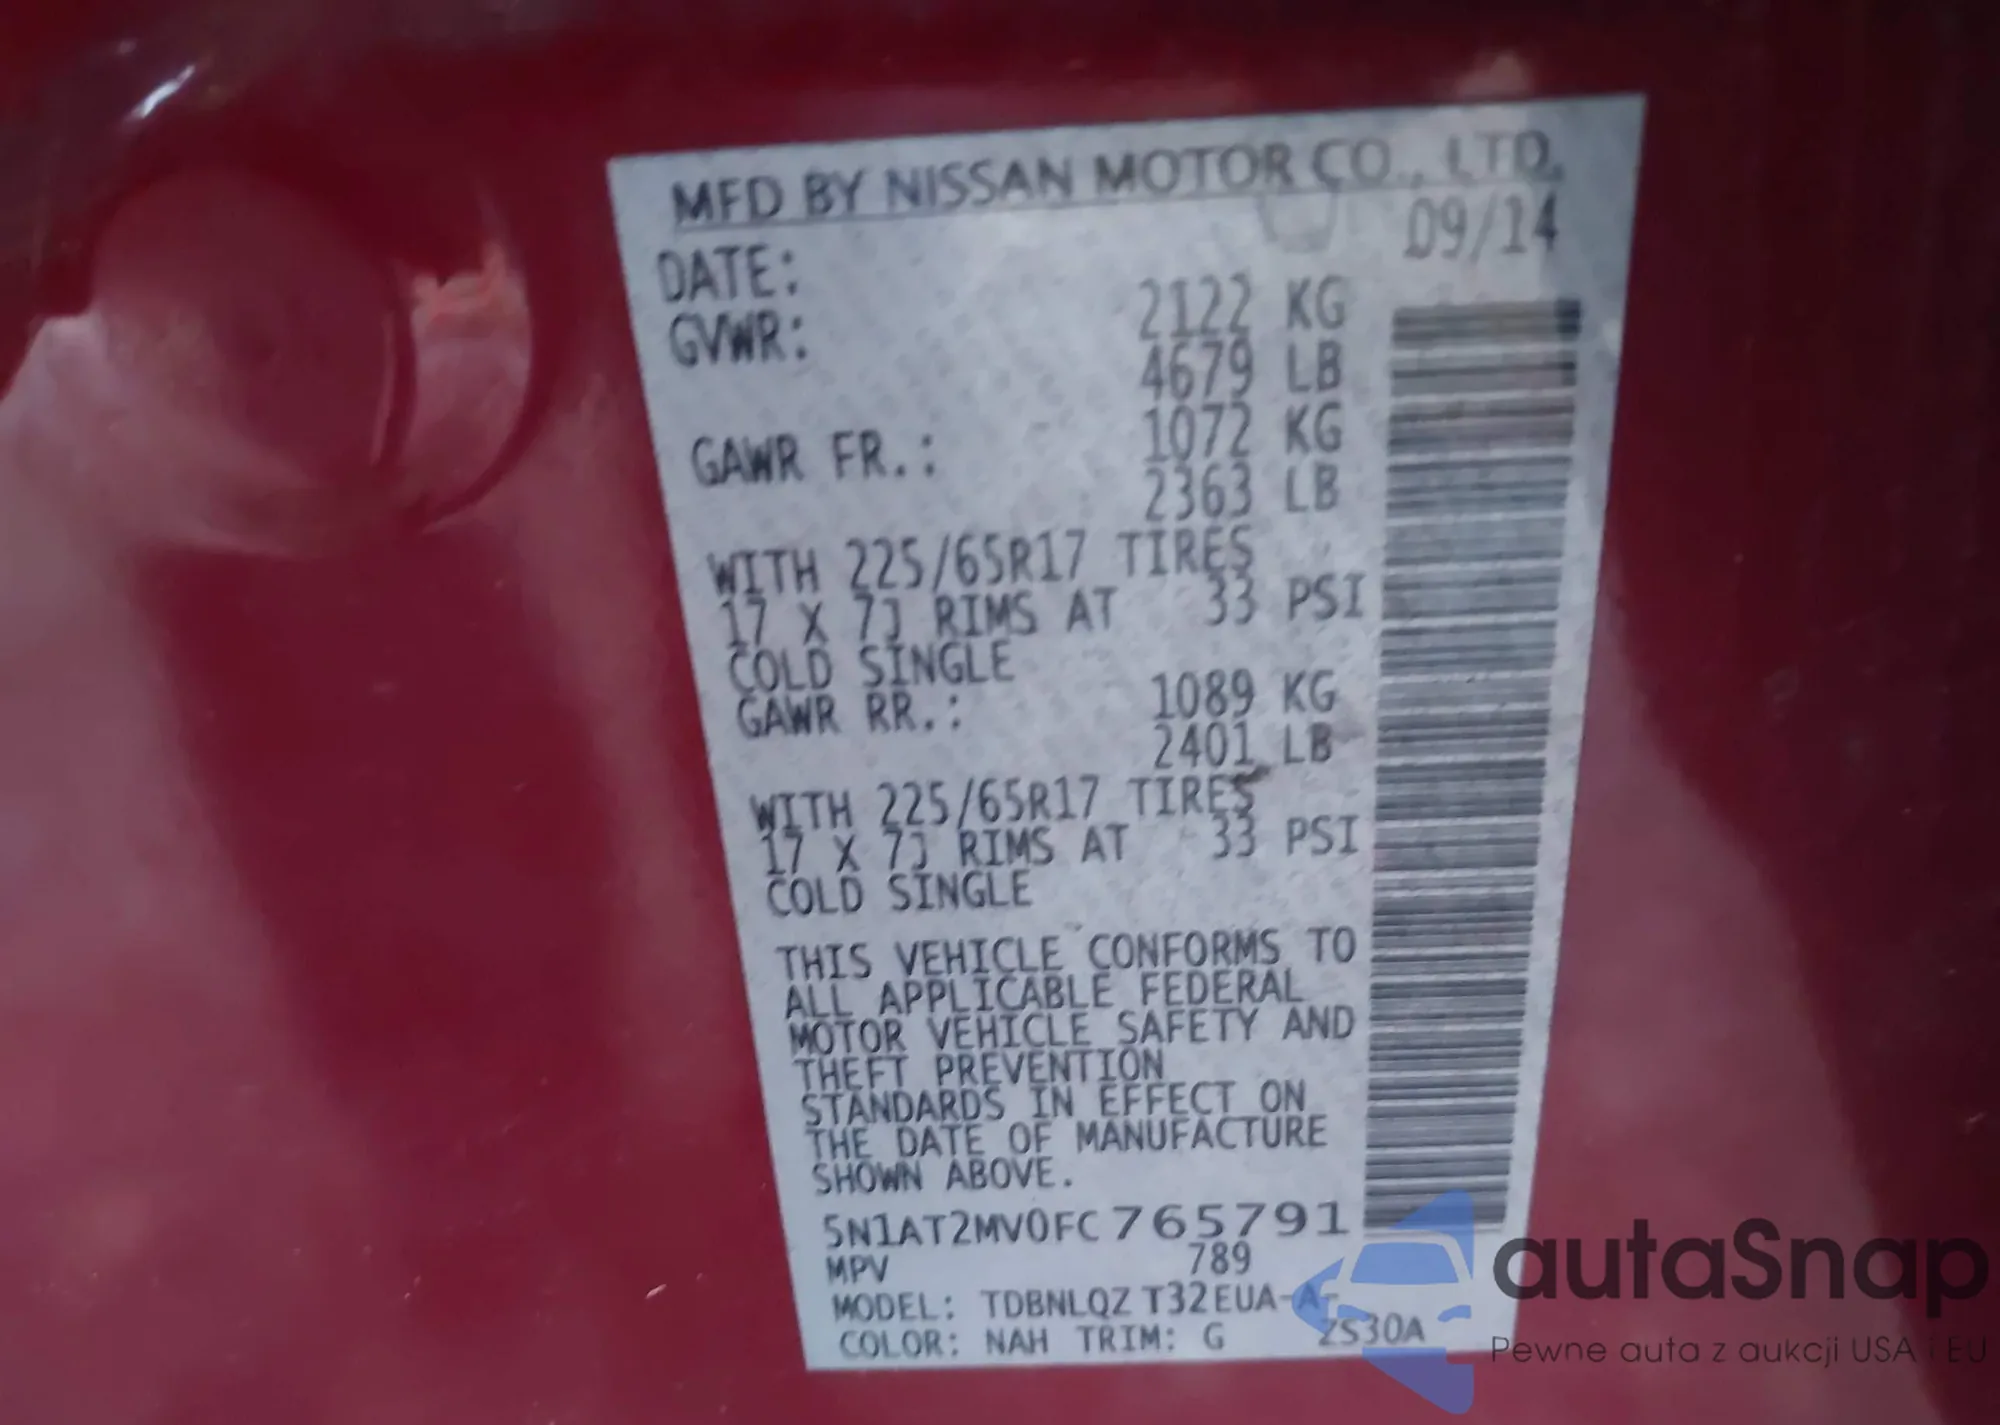 MFD BY NISSAN MOTOR CO., LTD.
DATE: 09/14
GVWR: 2122 KG
4679 LB
GAWR FR.: 1072 KG
2363 LB
WITH 225/65R17 TIRES
17 X 7J RIMS AT 33 PSI
COLD SINGLE
GAWR RR.: 1089 KG
2401 LB
WITH 225/65R17 TIRES
17 X 7J RIMS AT 33 PSI
COLD SINGLE
THIS VEHICLE CONFORMS TO
ALL APPLICABLE FEDERAL
MOTOR VEHICLE SAFETY AND
THEFT PREVENTION
STANDARDS IN EFFECT ON
THE DATE OF MANUFACTURE
SHOWN ABOVE.
5N1AT2MV0FC765791
MPV 789
MODEL: TDBNLQZ T32EUA-A-
COLOR: NAH TRIM: G ZS30A
autaSnap
Pewne auta z aukcji USA i EU